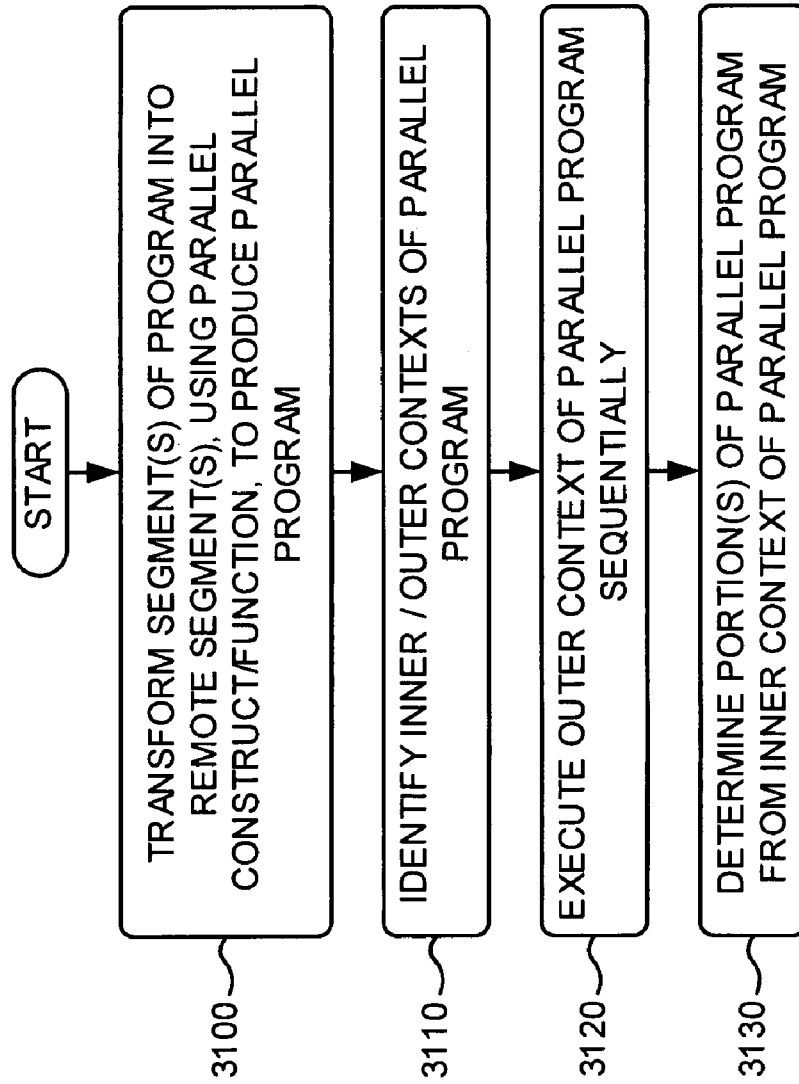 START
TRANSFORM SEGMENT(S) OF PROGRAM INTO
REMOTE SEGMENT(S), USING PARALLEL
CONSTRUCT/FUNCTION, TO PRODUCE PARALLEL
PROGRAM
3100
IDENTIFY INNER / OUTER CONTEXTS OF PARALLEL
PROGRAM
3110
EXECUTE OUTER CONTEXT OF PARALLEL PROGRAM
SEQUENTIALLY
3120
DETERMINE PORTION(S) OF PARALLEL PROGRAM
FROM INNER CONTEXT OF PARALLEL PROGRAM
3130